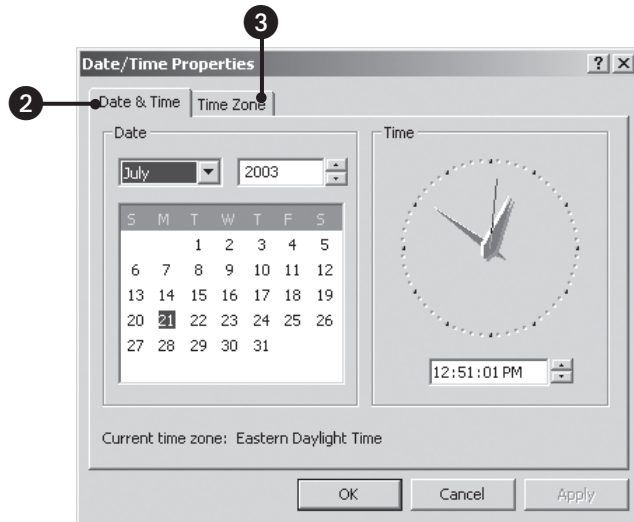 3
Date/Time Properties
? ×
2
Date & Time Time Zone
Date Time
July 2003
S M T W T F S
1 2 3 4 5
6 7 8 9 10 11 12
13 14 15 16 17 18 19
20 21 22 23 24 25 26
27 28 29 30 31
12:51:01 PM
Current time zone: Eastern Daylight Time
OK Cancel Apply